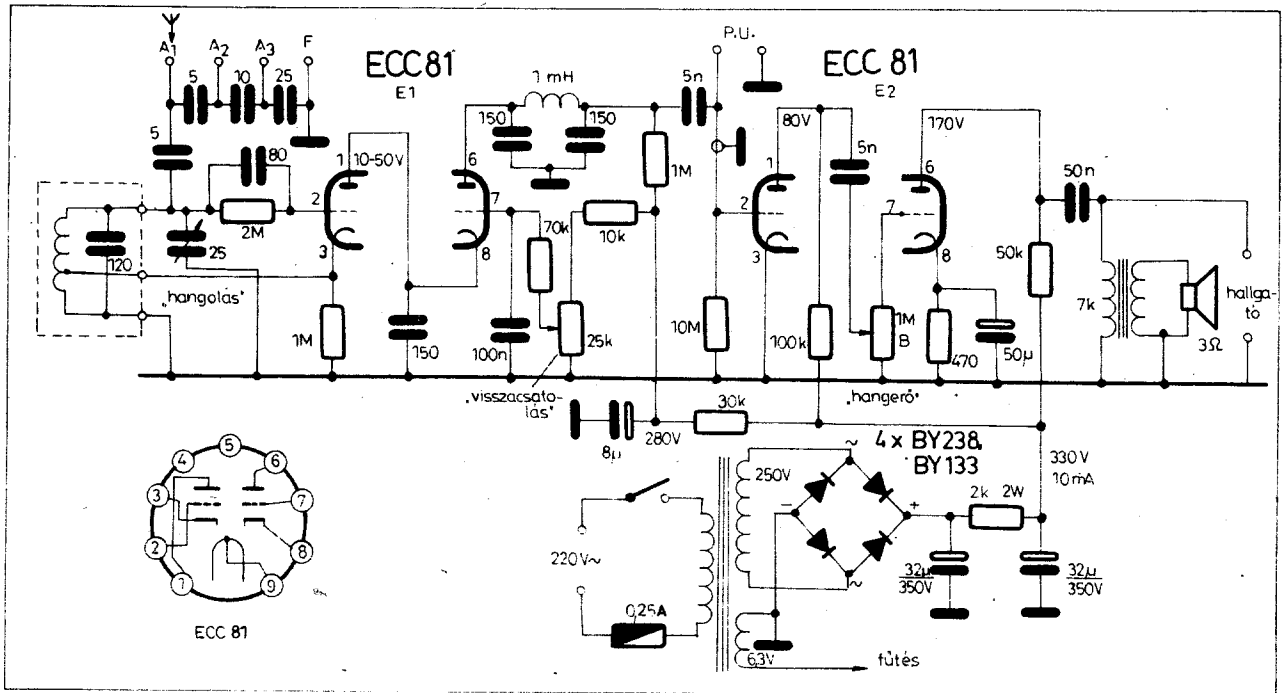 A1 A2 A3 F
5 10 25
5
ECC 81
E1
80
2M
1 10-50V
2
3
120
25
"hangolás"
1M
150
6
7
8
1 mH
150 150
70k
100n
10k
25k
"visszacsatolás"
1M
5n
P.U.
ECC 81
E2
80V
1
2
3
10M
100k
5n
1M
B
"hangerő"
170V
6
7
8
470
50µ
50n
50k
7k
3Ω
hallga-
tó
8µ
280V
30k
4 x BY238,
BY133
330V
10mA
250V
~
−
+
~
2k 2W
32µ
350V
32µ
350V
220V~
0,25A
6,3V
fűtés
1
2
3
4
5
6
7
8
9
ECC 81